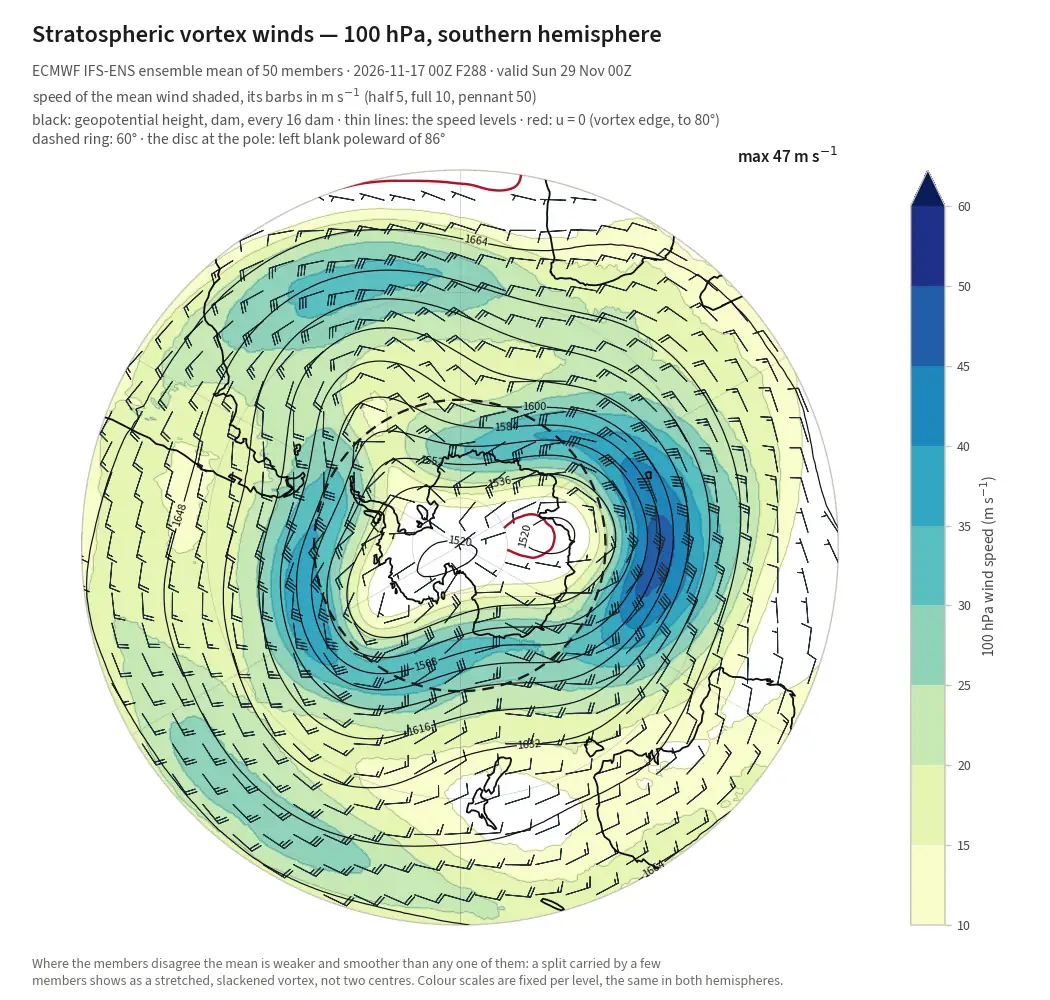 Stratospheric vortex winds — 100 hPa, southern hemisphere
ECMWF IFS-ENS ensemble mean of 50 members · 2026-11-17 00Z F288 · valid Sun 29 Nov 00Z
speed of the mean wind shaded, its barbs in m s⁻¹ (half 5, full 10, pennant 50)
black: geopotential height, dam, every 16 dam · thin lines: the speed levels · red: u = 0 (vortex edge, to 80°)
dashed ring: 60° · the disc at the pole: left blank poleward of 86°
max 47 m s⁻¹
1664
1600
1584
1552
1536
1520
1520
1648
1568
1616
1632
1664
60
50
45
40
35
30
25
20
15
10
100 hPa wind speed (m s⁻¹)
Where the members disagree the mean is weaker and smoother than any one of them: a split carried by a few
members shows as a stretched, slackened vortex, not two centres. Colour scales are fixed per level, the same in both hemispheres.